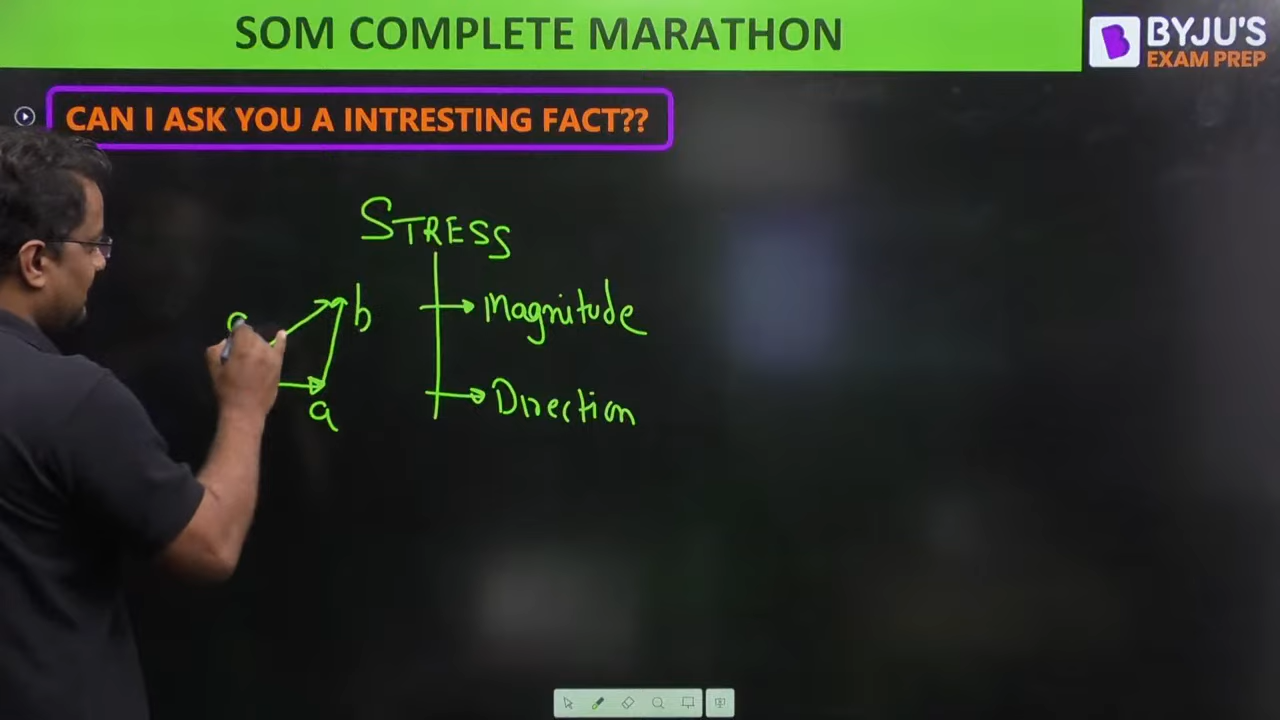 SOM COMPLETE MARATHON
BYJU'S
EXAM PREP
CAN I ASK YOU A INTRESTING FACT??
STRESS
b
Magnitude
a
Direction